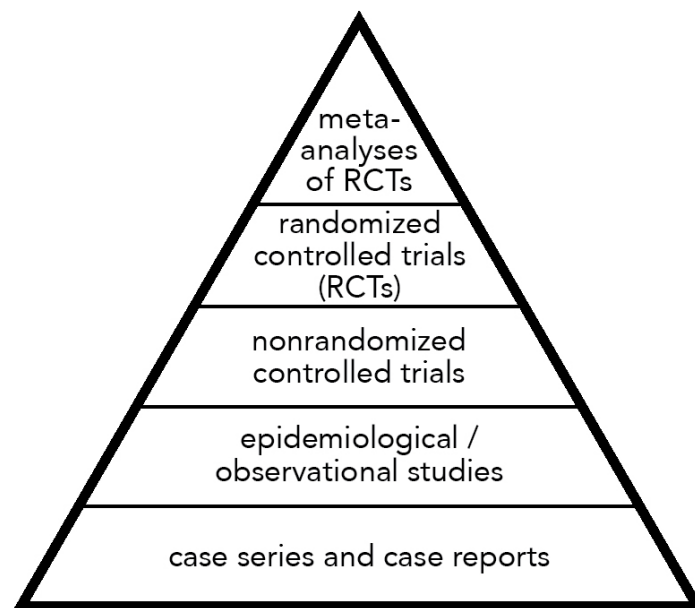 meta-
analyses
of RCTs
randomized
controlled trials
(RCTs)
nonrandomized
controlled trials
epidemiological /
observational studies
case series and case reports